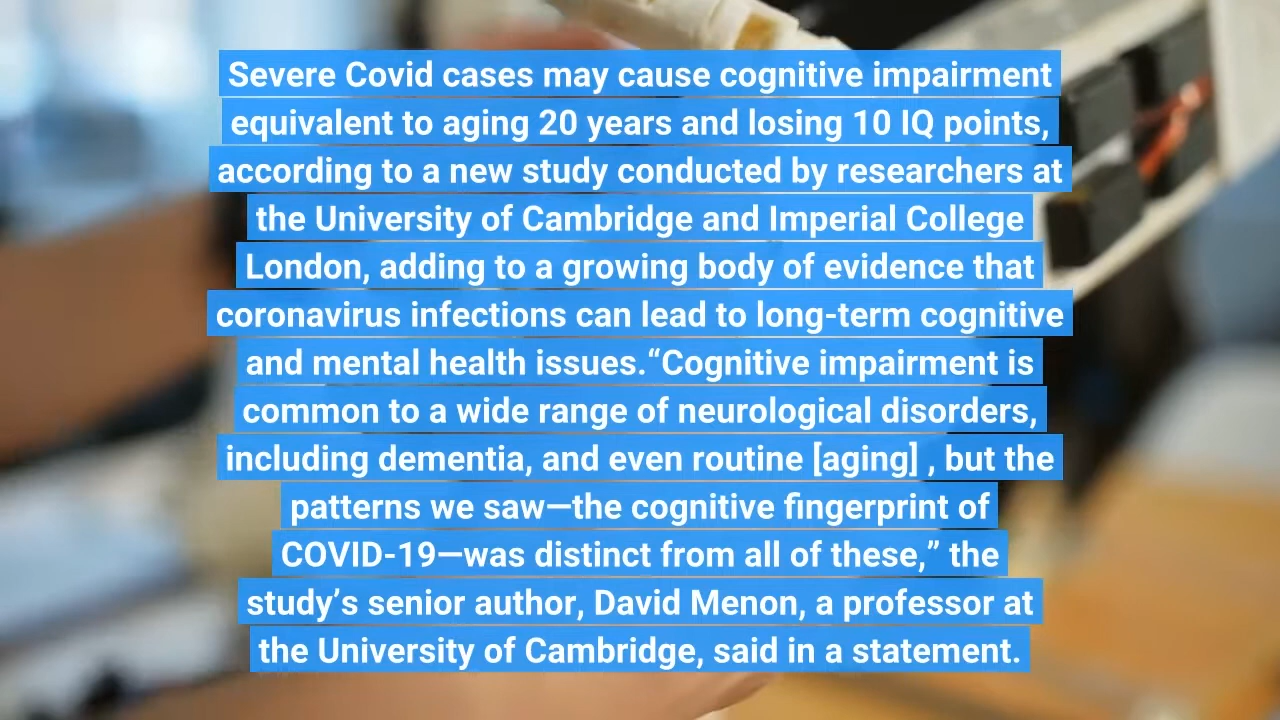 Severe Covid cases may cause cognitive impairment
equivalent to aging 20 years and losing 10 IQ points,
according to a new study conducted by researchers at
the University of Cambridge and Imperial College
London, adding to a growing body of evidence that
coronavirus infections can lead to long-term cognitive
and mental health issues.“Cognitive impairment is
common to a wide range of neurological disorders,
including dementia, and even routine [aging] , but the
patterns we saw—the cognitive fingerprint of
COVID-19—was distinct from all of these,” the
study’s senior author, David Menon, a professor at
the University of Cambridge, said in a statement.